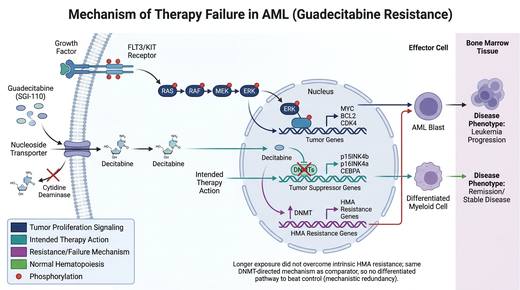 Mechanism of Therapy Failure in AML (Guadecitabine Resistance)
Growth
Factor
FLT3/KIT
Receptor
Effector Cell
Bone Marrow
Tissue
Guadecitabine
(SGI-110)
RAS
RAF
MEK
ERK
Nucleus
ERK
MYC
BCL2
CDK4
Tumor Genes
AML Blast
Disease
Phenotype:
Leukemia
Progression
Nucleoside
Transporter
Decitabine
Decitabine
Cytidine
Deaminase
Decitabine
DNMTs
p15INK4b
p16INK4a
CEBPA
Tumor Suppressor Genes
Intended
Therapy
Action
Differentiated
Myeloid Cell
Disease
Phenotype:
Remission/
Stable Disease
DNMT
HMA
Resistance
Genes
HMA Resistance Genes
Tumor Proliferation Signaling
Intended Therapy Action
Resistance/Failure Mechanism
Normal Hematopoiesis
Phosphorylation
Longer exposure did not overcome intrinsic HMA resistance; same
DNMT-directed mechanism as comparator, so no differentiated
pathway to beat control (mechanistic redundancy).